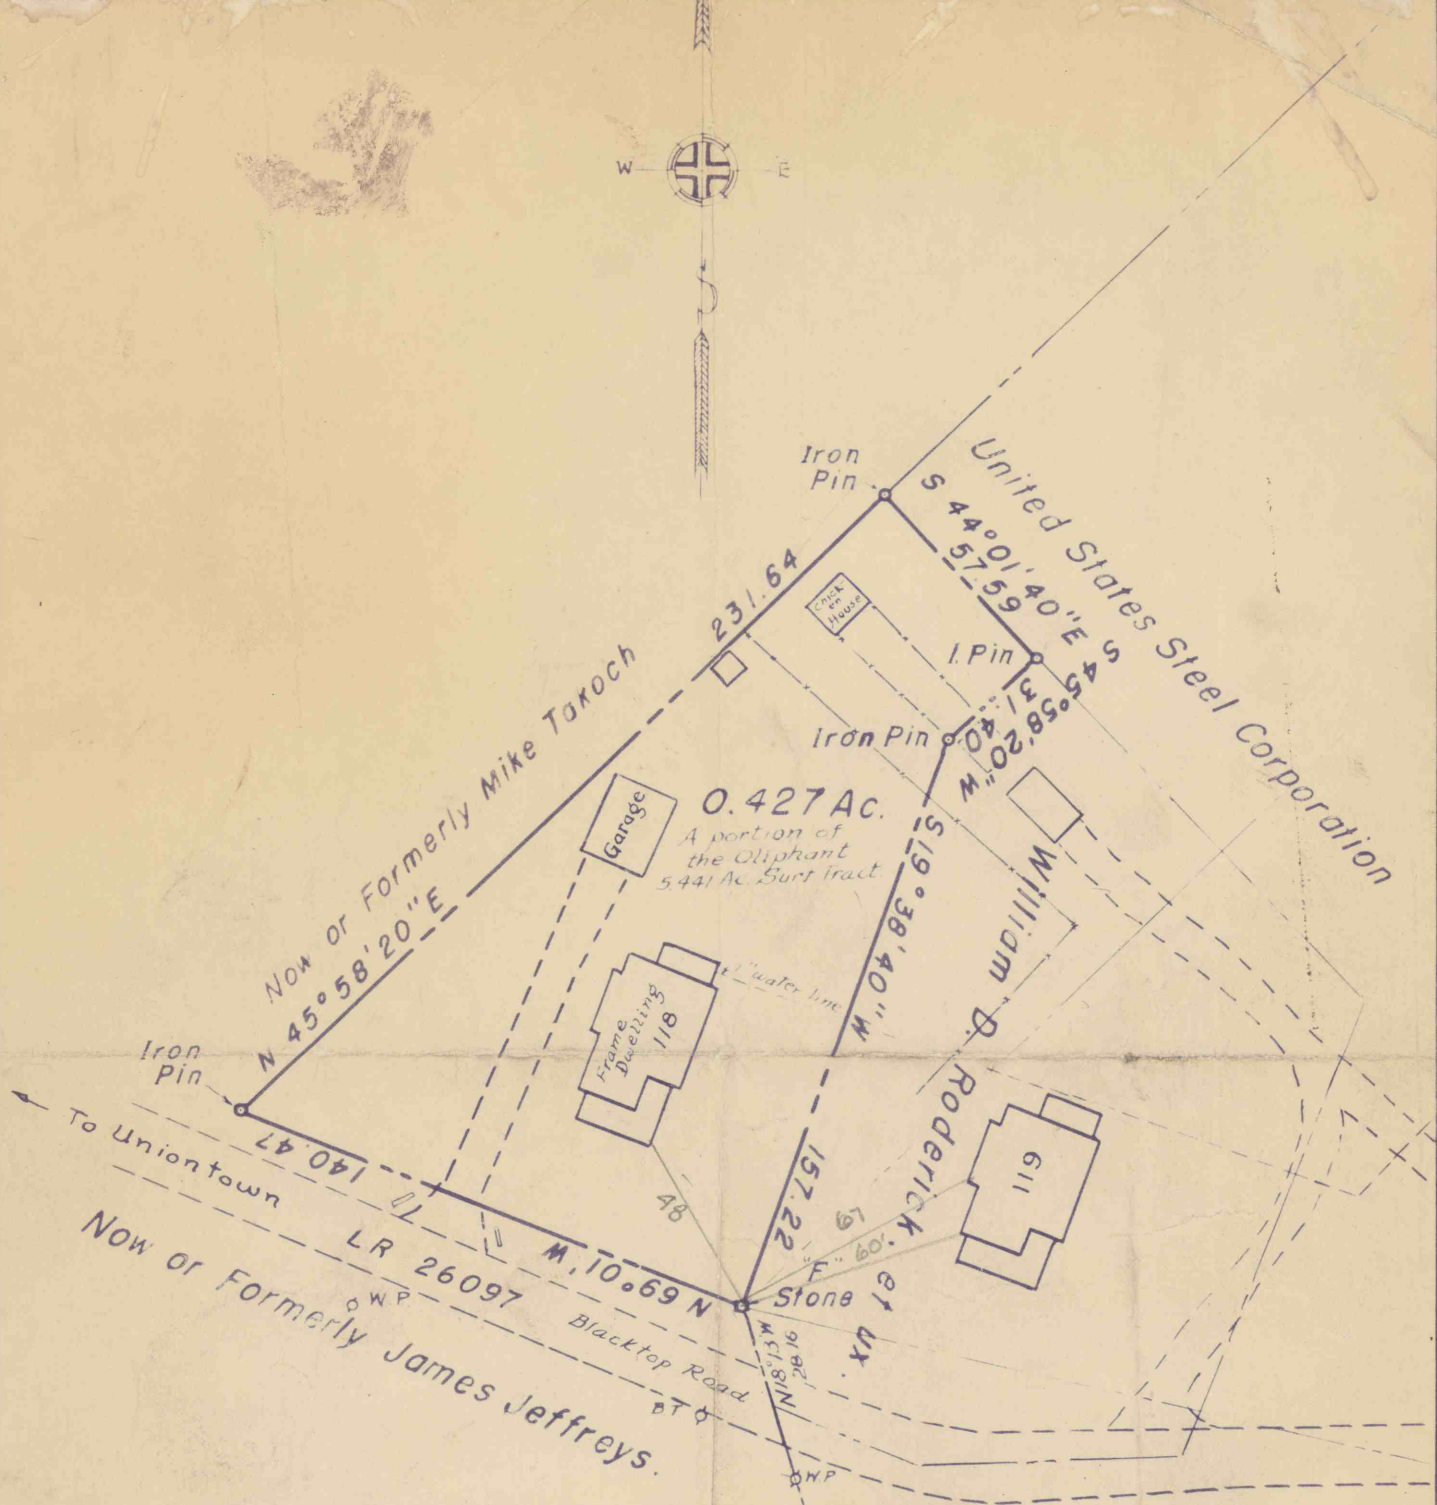 W E
S
Iron
Pin
United States Steel Corporation
S 44°01'40"E
57.59
231.64
Chick-
en
House
I. Pin
S 45°58'20" W
31.40
Iron Pin
Now or Formerly Mike Takoch
N 45°58'20"E
Garage
0.427 Ac.
A portion of
the Oliphant
5.441 Ac. Surf Tract
S 19°38'40" W
157.22
William D. Roderick et ux.
1" water line
Frame
Dwelling
118
Iron
Pin
To Uniontown
140.47
N 69°01' W
119
48
67
60'
"F"
Stone
LR 26097
WP
Blacktop Road
BT
N18°13'W
28.16
WP
Now or Formerly James Jeffreys.